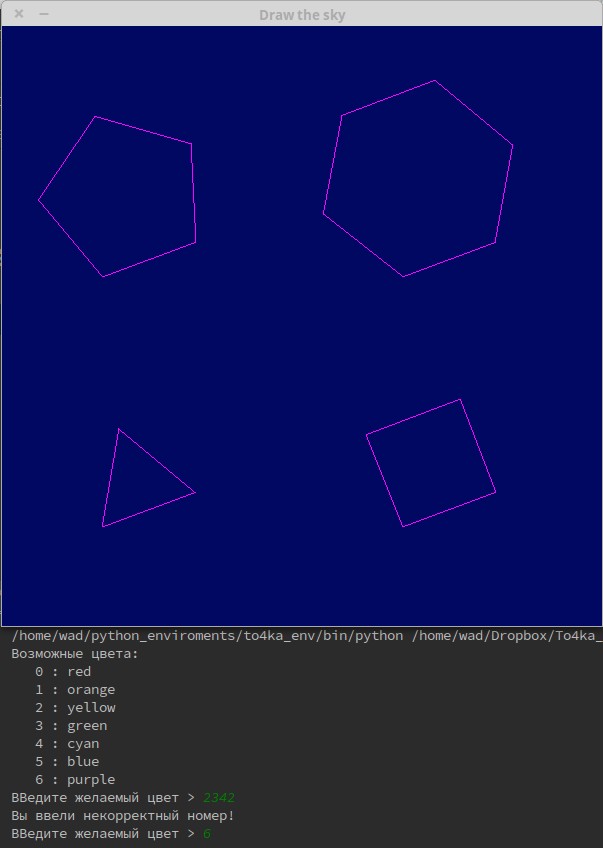 Draw the sky
/home/wad/python_enviroments/to4ka_env/bin/python /home/wad/Dropbox/To4ka_
Возможные цвета:
0 : red
1 : orange
2 : yellow
3 : green
4 : cyan
5 : blue
6 : purple
ВВедите желаемый цвет > 2342
Вы ввели некорректный номер!
ВВедите желаемый цвет > 6